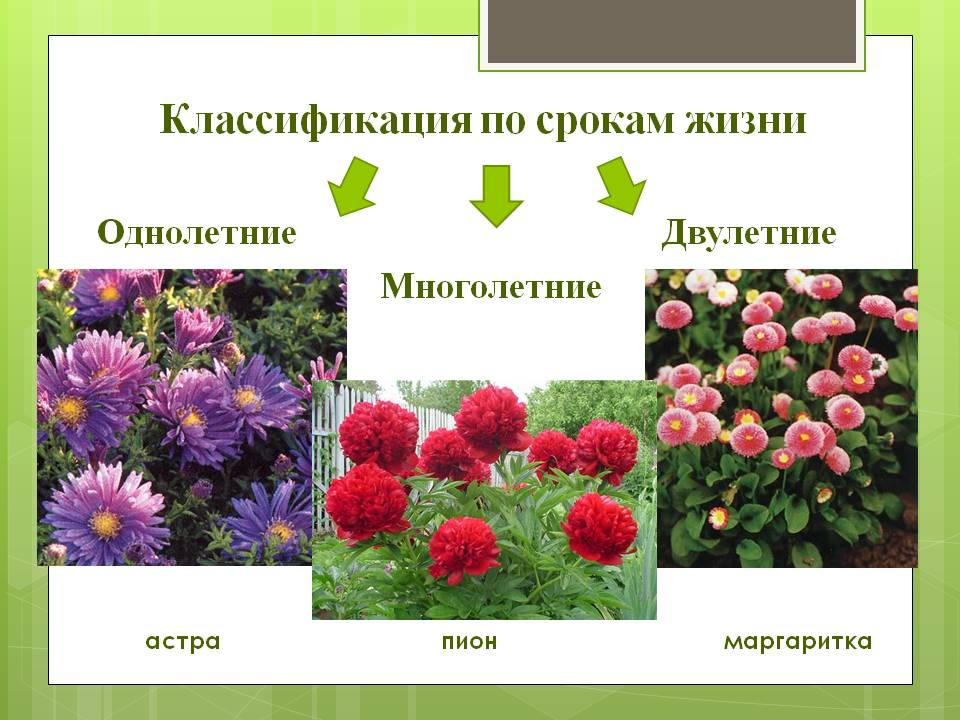 Классификация по срокам жизни
Однолетние
Многолетние
Двулетние
астра
пион
маргаритка